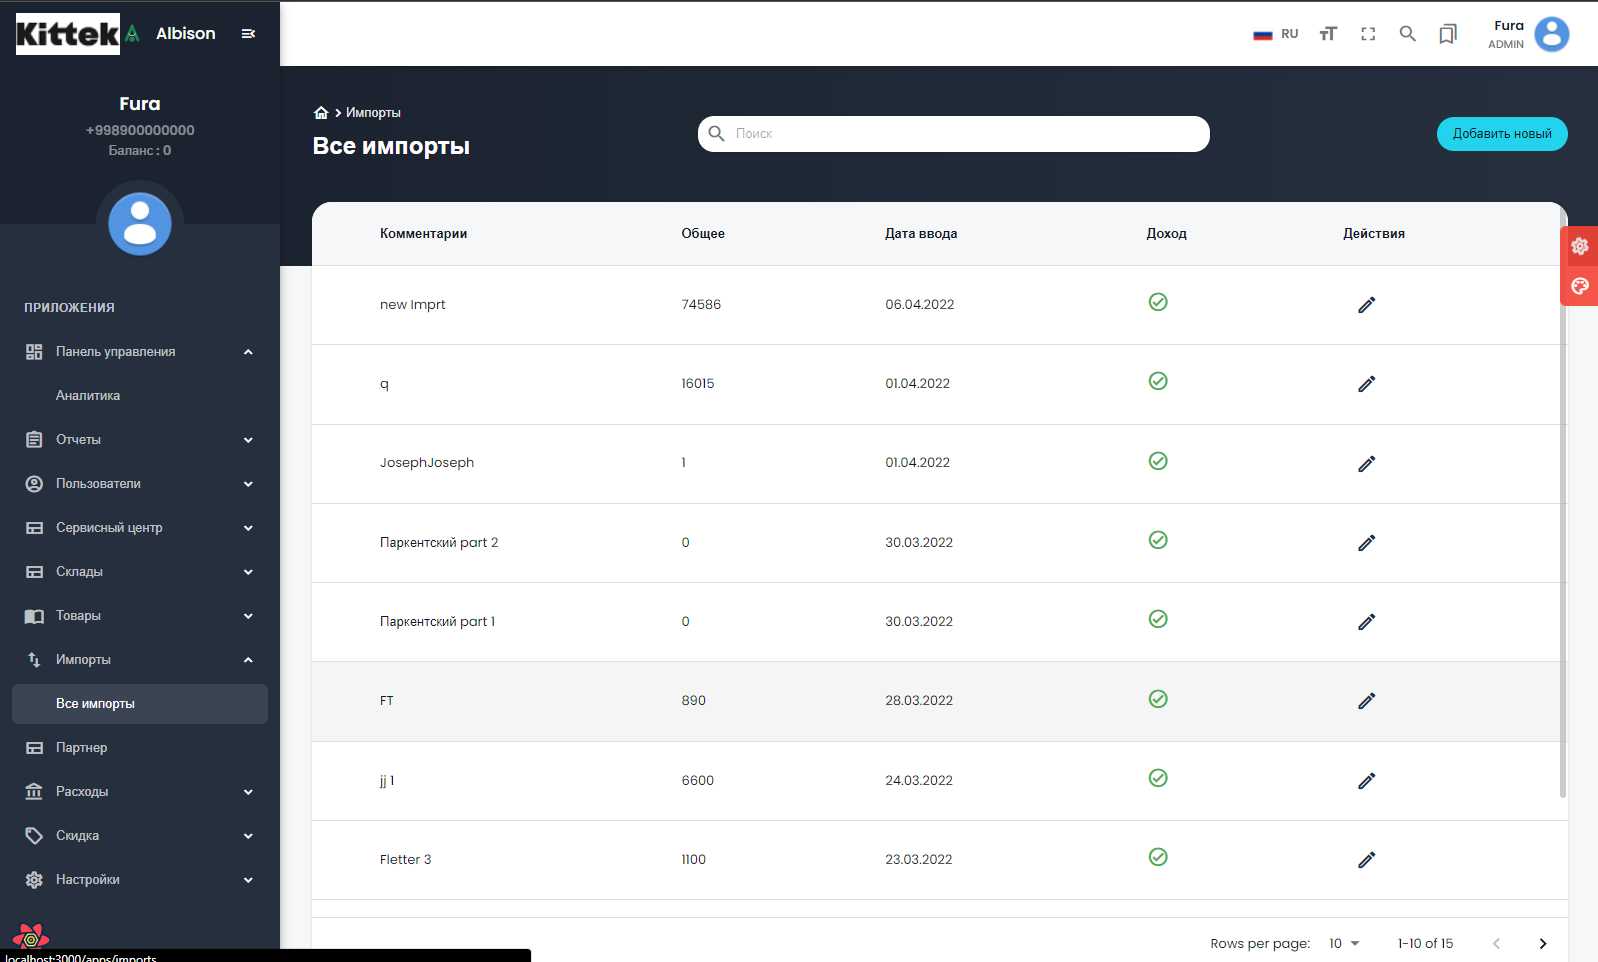 Kittek
Albison
RU
Fura
ADMIN
Fura
+998900000000
Баланс : 0
ПРИЛОЖЕНИЯ
Панель управления
Аналитика
Отчеты
Пользователи
Сервисный центр
Склады
Товары
Импорты
Все импорты
Партнер
Расходы
Скидка
Настройки
localhost:3000/apps/imports
Импорты
Все импорты
Поиск
Добавить новый
Комментарии Общее Дата ввода Доход Действия
new Imprt 74586 06.04.2022
q 16015 01.04.2022
JosephJoseph 1 01.04.2022
Паркентский part 2 0 30.03.2022
Паркентский part 1 0 30.03.2022
FT 890 28.03.2022
jj 1 6600 24.03.2022
Fletter 3 1100 23.03.2022
Rows per page: 10 1-10 of 15